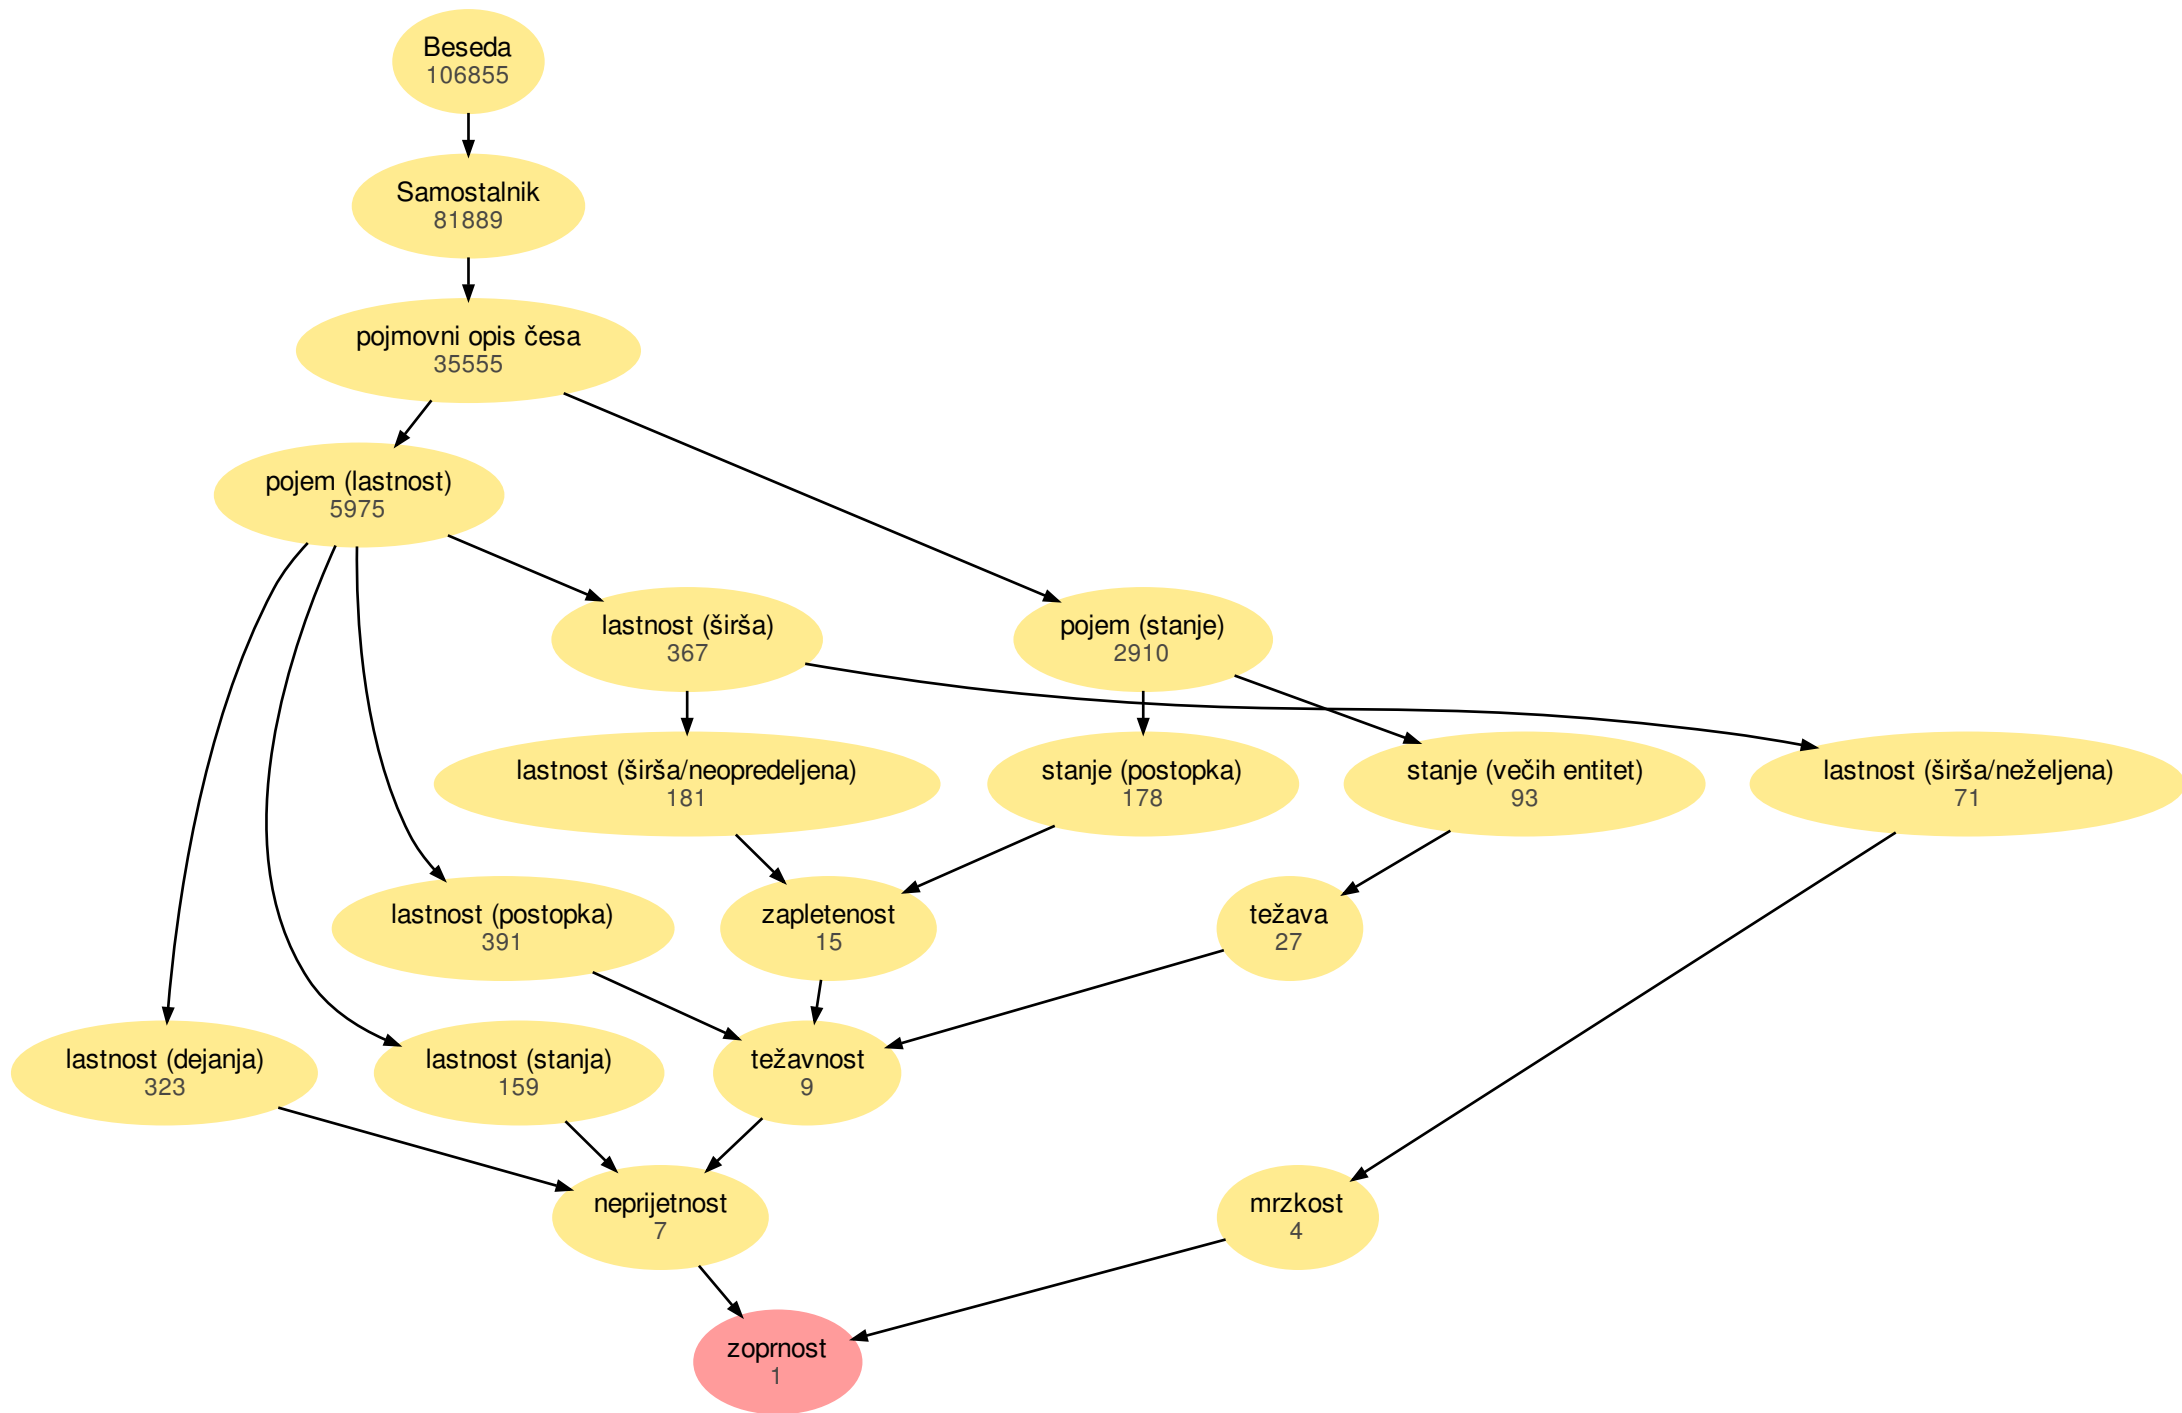 Beseda
106855
Samostalnik
81889
pojmovni opis česa
35555
pojem (lastnost)
5975
lastnost (širša)
367
pojem (stanje)
2910
lastnost (širša/neopredeljena)
181
stanje (postopka)
178
stanje (večih entitet)
93
lastnost (širša/neželjena)
71
lastnost (postopka)
391
zapletenost
15
težava
27
lastnost (dejanja)
323
lastnost (stanja)
159
težavnost
9
neprijetnost
7
mrzkost
4
zoprnost
1